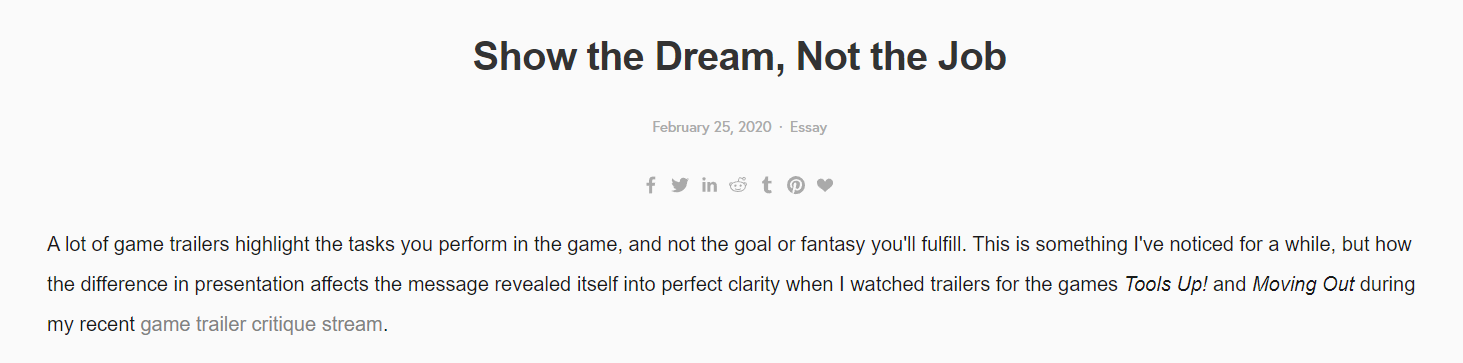 Show the Dream, Not the Job
February 25, 2020 · Essay
A lot of game trailers highlight the tasks you perform in the game, and not the goal or fantasy you'll fulfill. This is something I've noticed for a while, but how
the difference in presentation affects the message revealed itself into perfect clarity when I watched trailers for the games Tools Up! and Moving Out during
my recent game trailer critique stream.